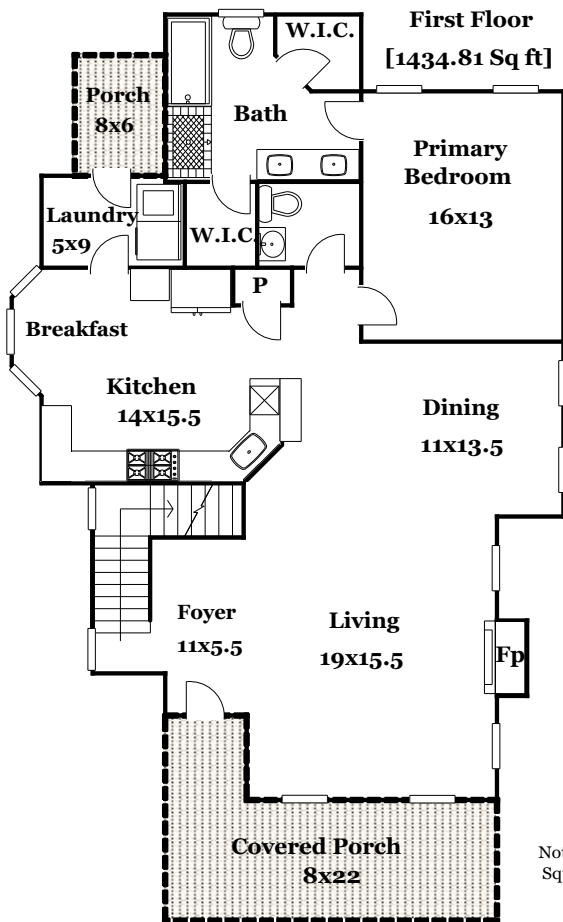 First Floor
[1434.81 Sq ft]
W.I.C.
Porch
8x6
Bath
Primary
Bedroom
16x13
Laundry
5x9
W.I.C.
P
Breakfast
Kitchen
14x15.5
Dining
11x13.5
Foyer
11x5.5
Living
19x15.5
Fp
Covered Porch
8x22